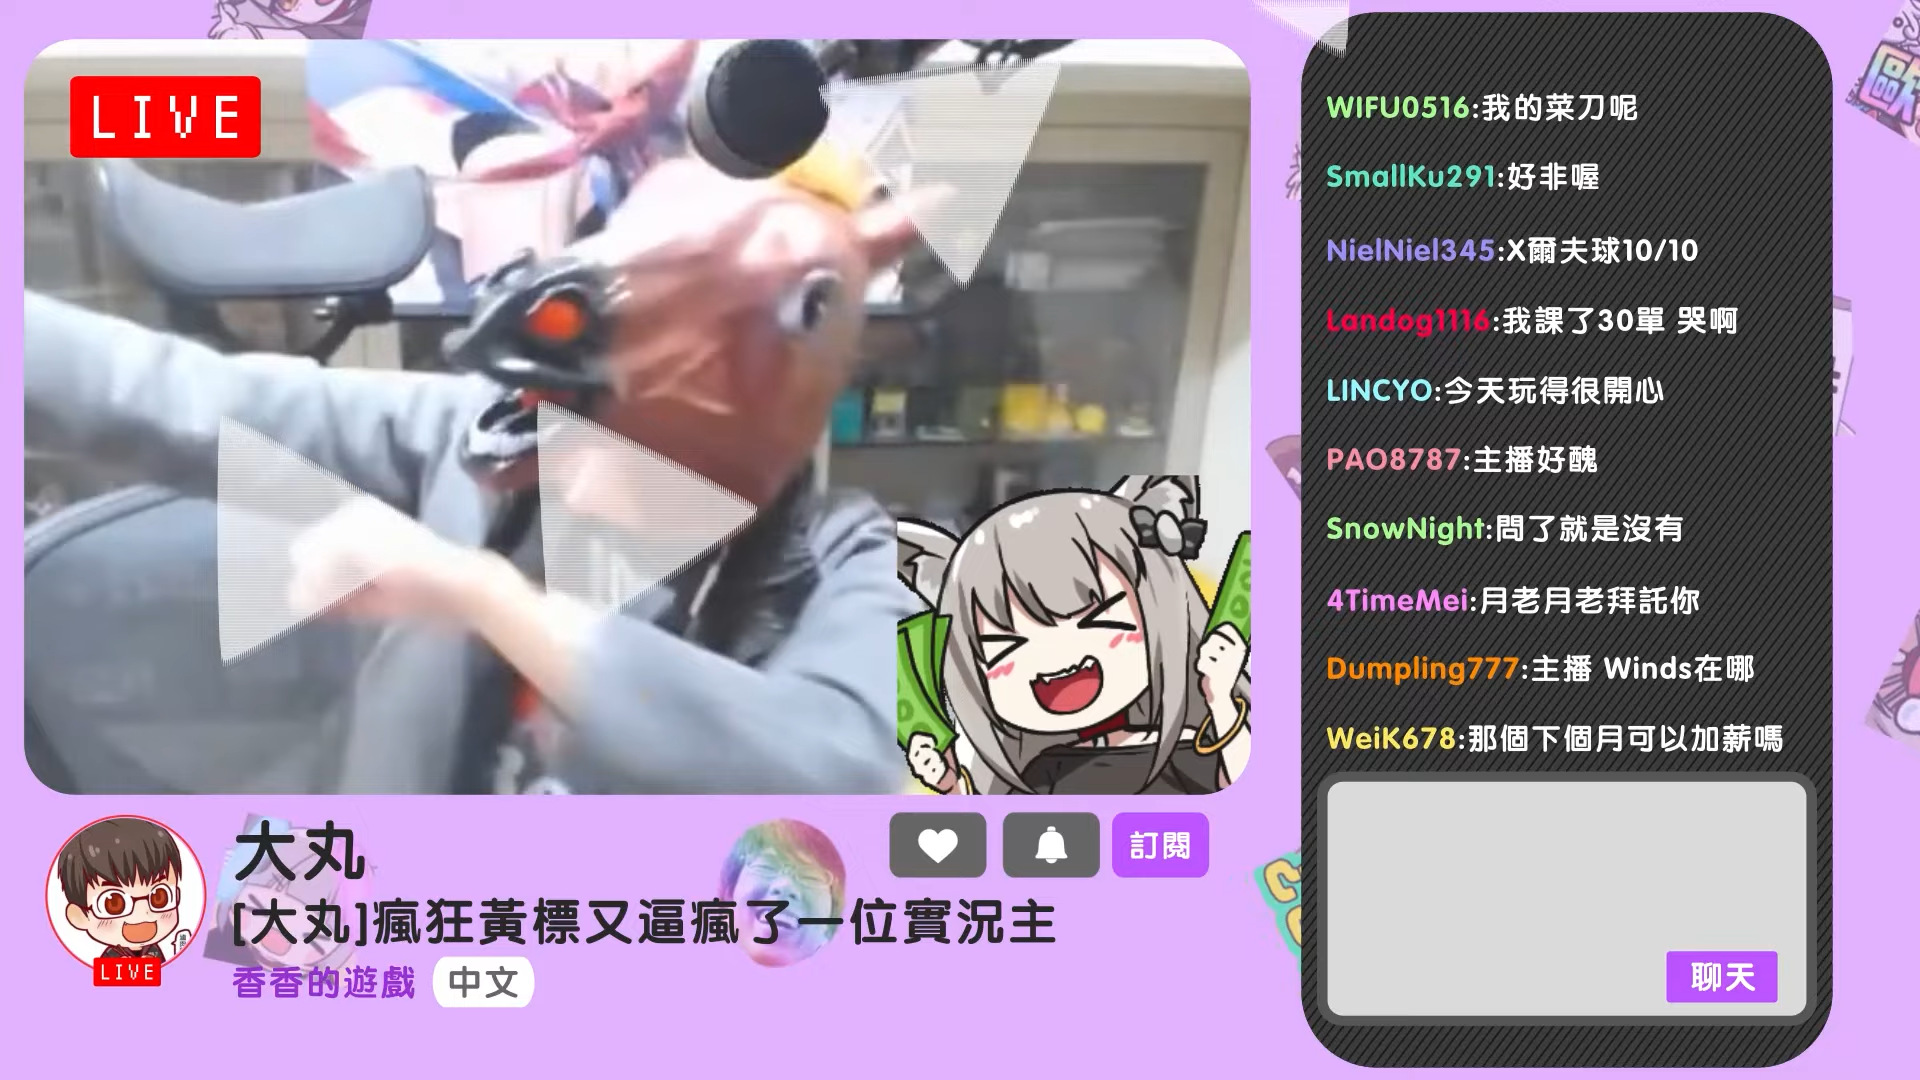 LIVE
WIFU0516:我的菜刀呢
SmallKu291:好非喔
NielNiel345:X爾夫球10/10
Landog1116:我課了30單 哭啊
LINCYO:今天玩得很開心
PAO8787:主播好醜
SnowNight:問了就是沒有
4TimeMei:月老月老拜託你
Dumpling777:主播 Winds在哪
WeiK678:那個下個月可以加薪嗎
大丸
訂閱
[大丸]瘋狂黃標又逼瘋了一位實況主
LIVE
香香的遊戲
中文
聊天